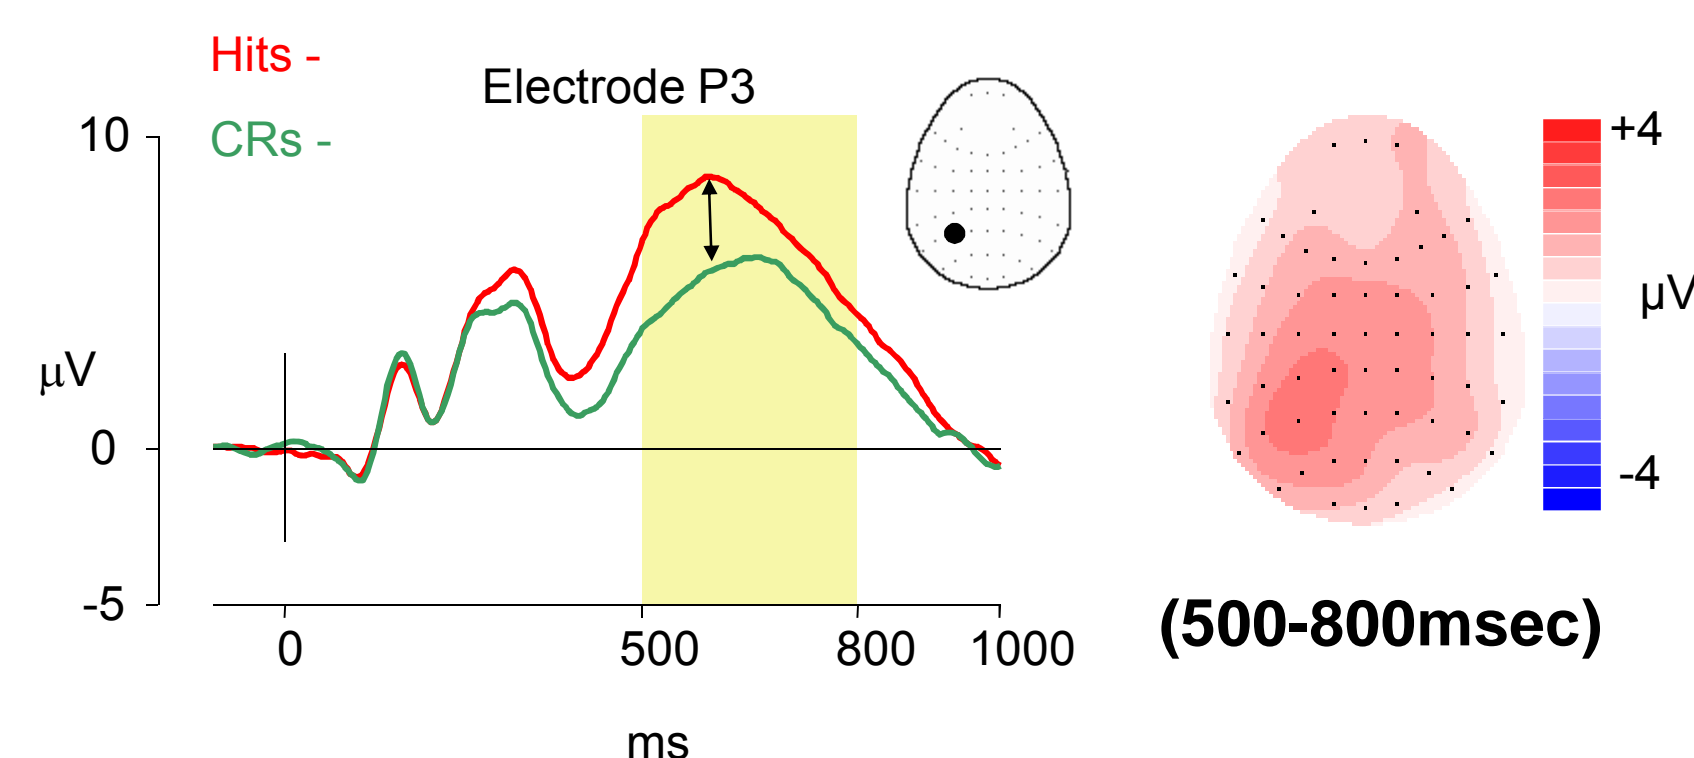 Hits -
CRs -
Electrode P3
10
μV
0
-5
0
500
800
1000
ms
+4
μV
-4
(500-800msec)